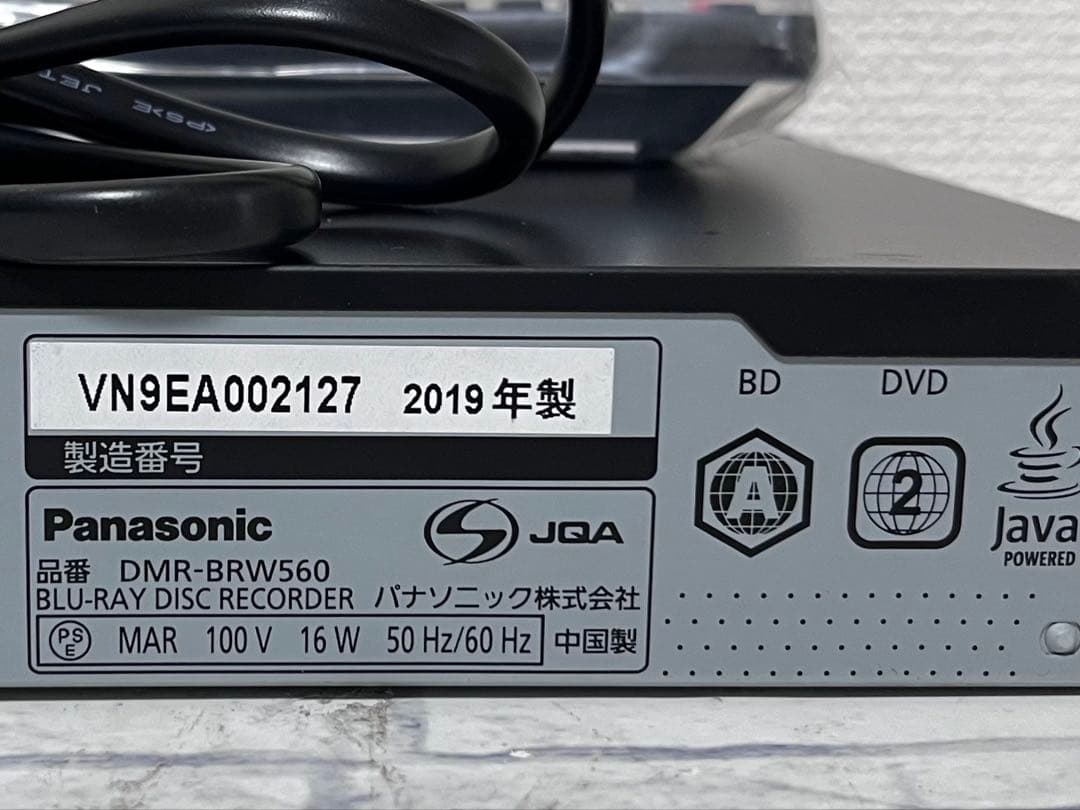 JET <PS>E
VN9EA002127 2019年製
製造番号
BD DVD
A 2
Panasonic JQA
Java
POWERED
品番 DMR-BRW560
BLU-RAY DISC RECORDER パナソニック株式会社
PSE MAR 100 V 16 W 50 Hz/60 Hz 中国製